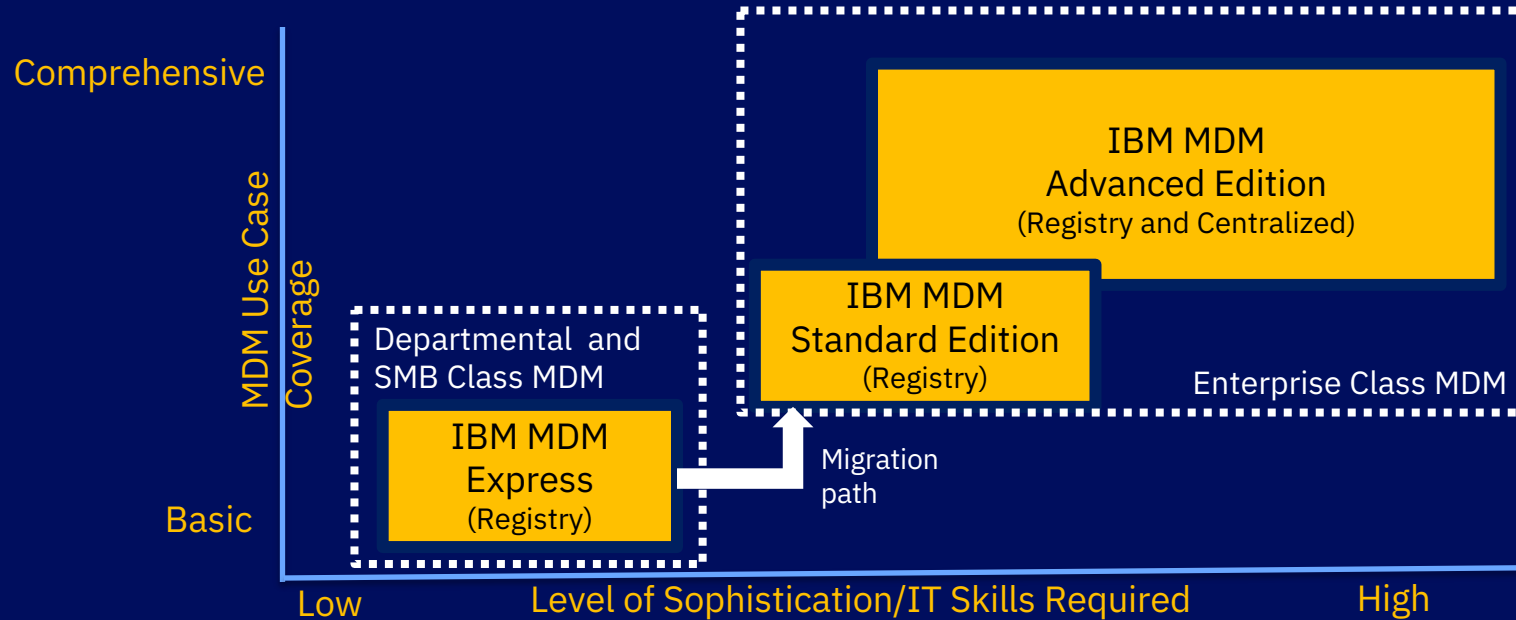 Comprehensive
MDM Use Case
Coverage
Basic
IBM MDM
Advanced Edition
(Registry and Centralized)
IBM MDM
Standard Edition
(Registry)
Enterprise Class MDM
Departmental and
SMB Class MDM
IBM MDM
Express
(Registry)
Migration
path
Low
Level of Sophistication/IT Skills Required
High